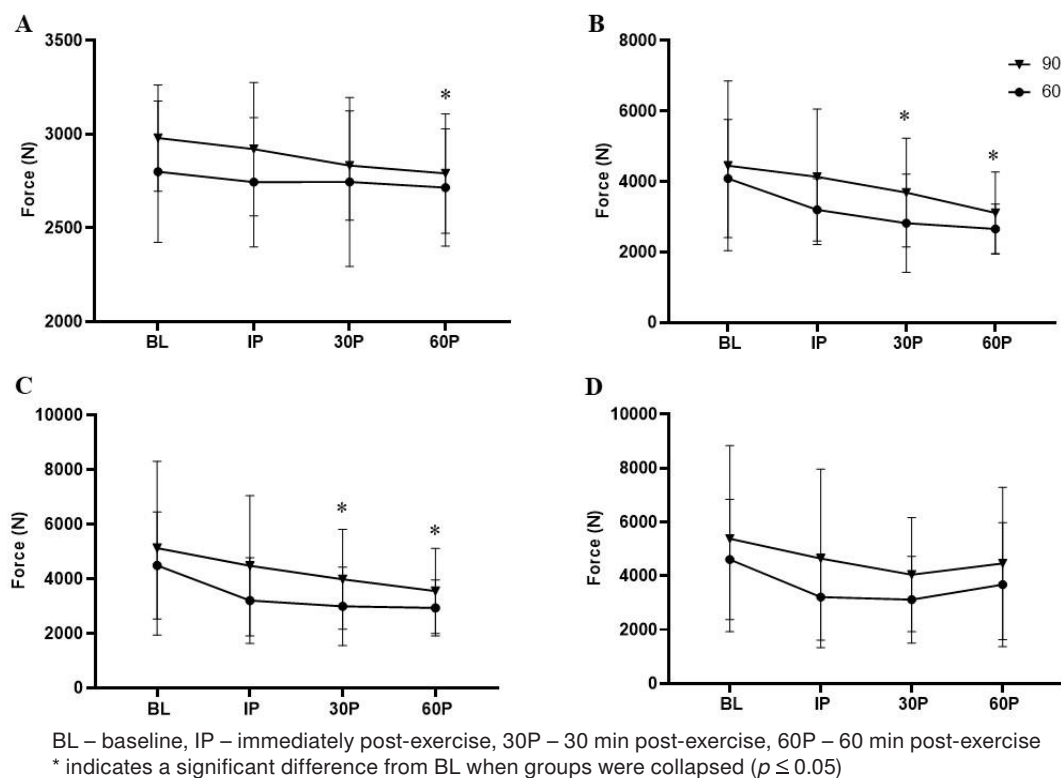 A
B
3500
3000
2500
2000
Force (N)
*
BL IP 30P 60P
8000
6000
4000
2000
0
Force (N)
90
60
*
*
BL IP 30P 60P
C
D
10000
8000
6000
4000
2000
0
Force (N)
*
*
BL IP 30P 60P
10000
8000
6000
4000
2000
0
Force (N)
BL IP 30P 60P
BL – baseline, IP – immediately post-exercise, 30P – 30 min post-exercise, 60P – 60 min post-exercise
* indicates a significant difference from BL when groups were collapsed (p ≤ 0.05)